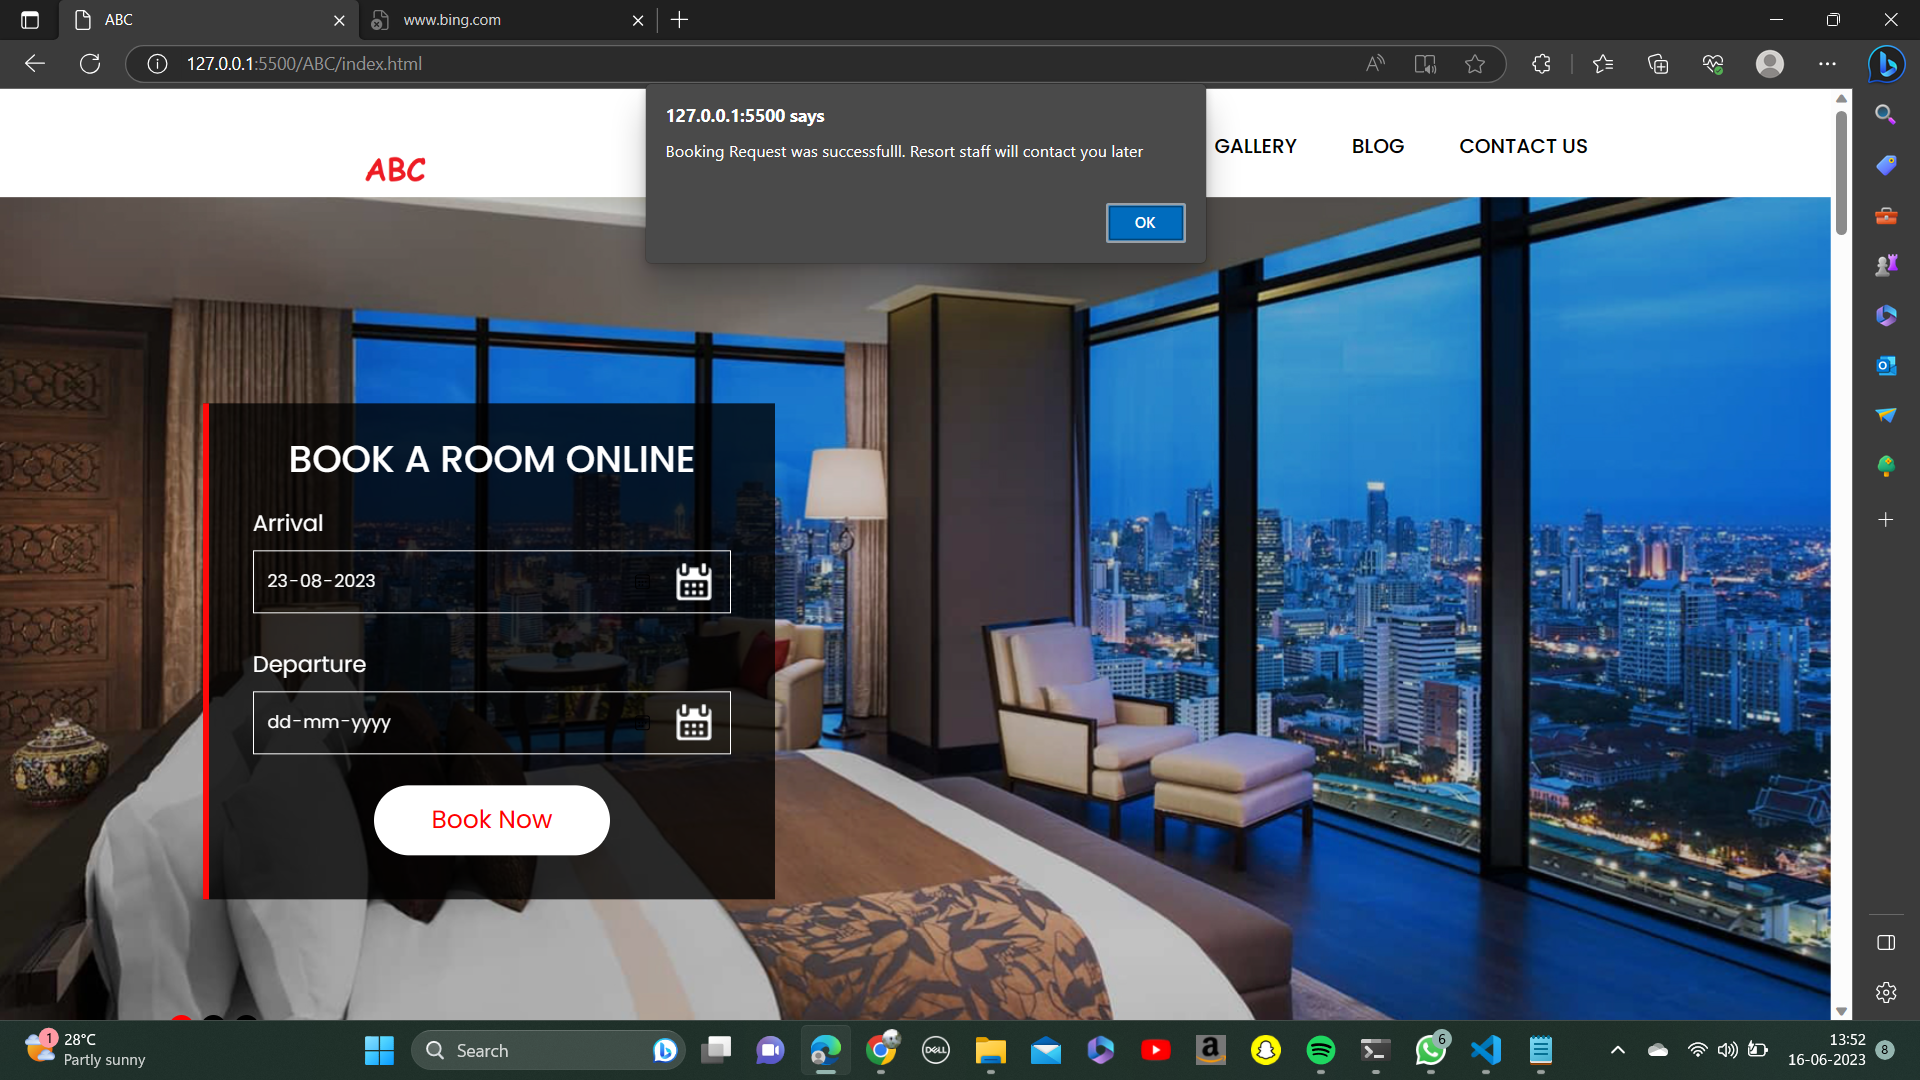 ABC
www.bing.com
127.0.0.1:5500/ABC/index.html
127.0.0.1:5500 says
Booking Request was successfulll. Resort staff will contact you later
OK
ABC
GALLERY
BLOG
CONTACT US
BOOK A ROOM ONLINE
Arrival
23-08-2023
Departure
dd-mm-yyyy
Book Now
1
28°C
Partly sunny
Search
DELL
6
13:52
16-06-2023
8